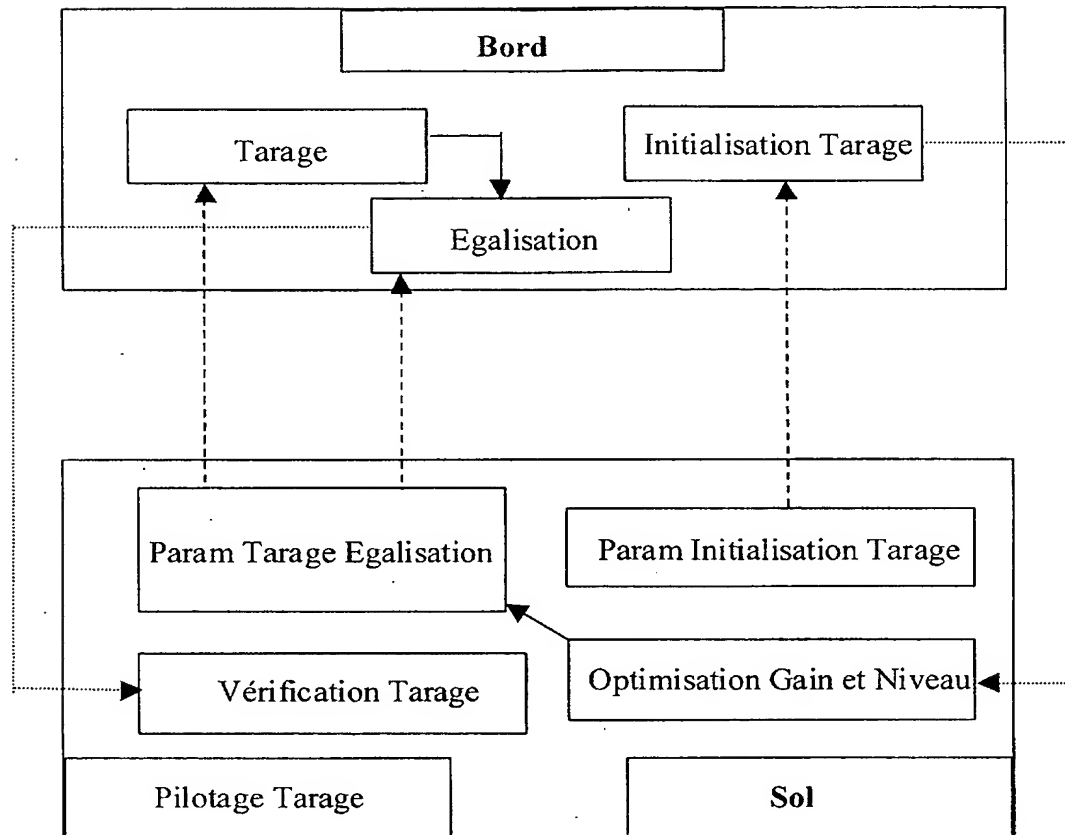 Bord
Tarage
Initialisation Tarage
Egalisation
Param Tarage Egalisation
Param Initialisation Tarage
Vérification Tarage
Optimisation Gain et Niveau
Pilotage Tarage
Sol